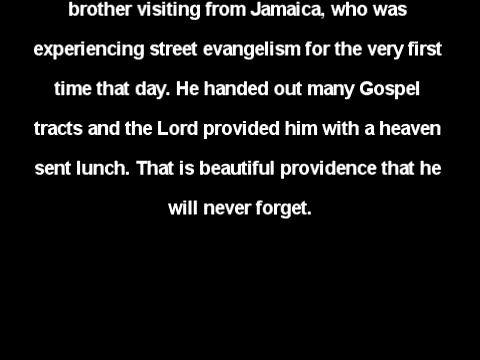 brother visiting from Jamaica, who was
experiencing street evangelism for the very first
time that day. He handed out many Gospel
tracts and the Lord provided him with a heaven
sent lunch. That is beautiful providence that he
will never forget.